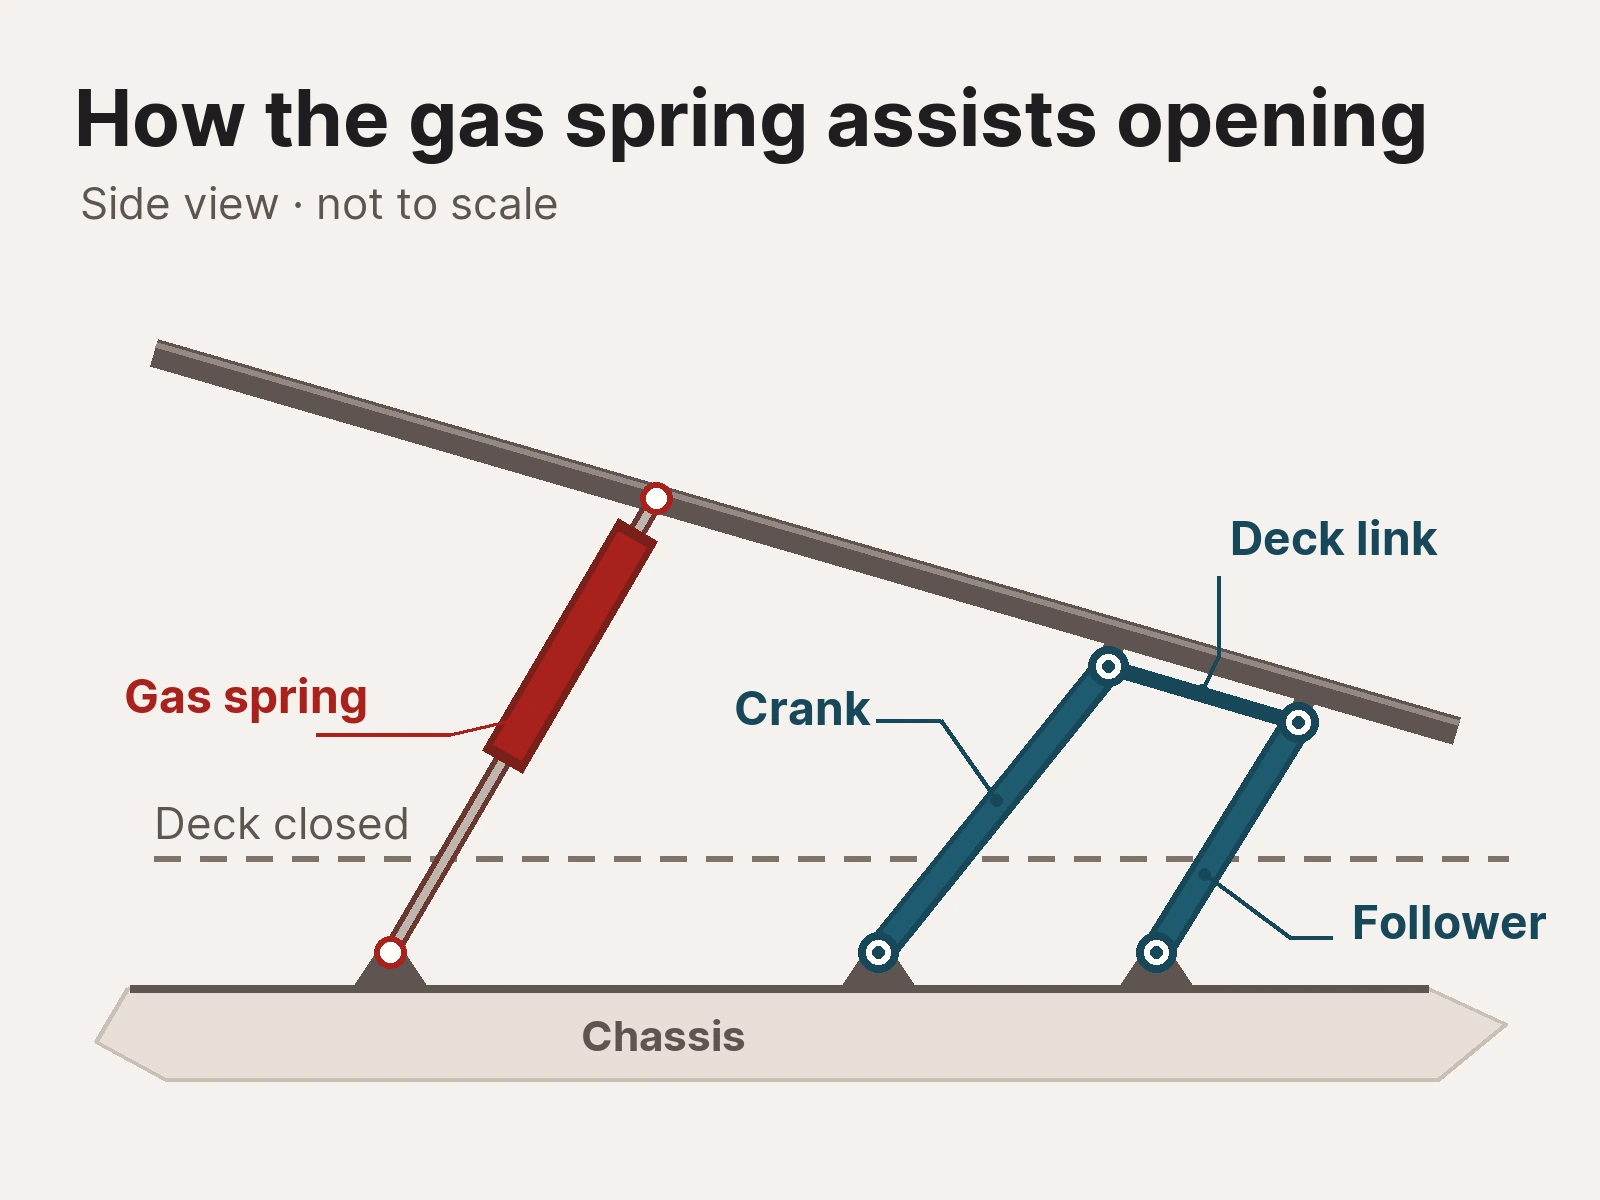 How the gas spring assists opening
Side view · not to scale
Deck link
Gas spring
Crank
Deck closed
Follower
Chassis